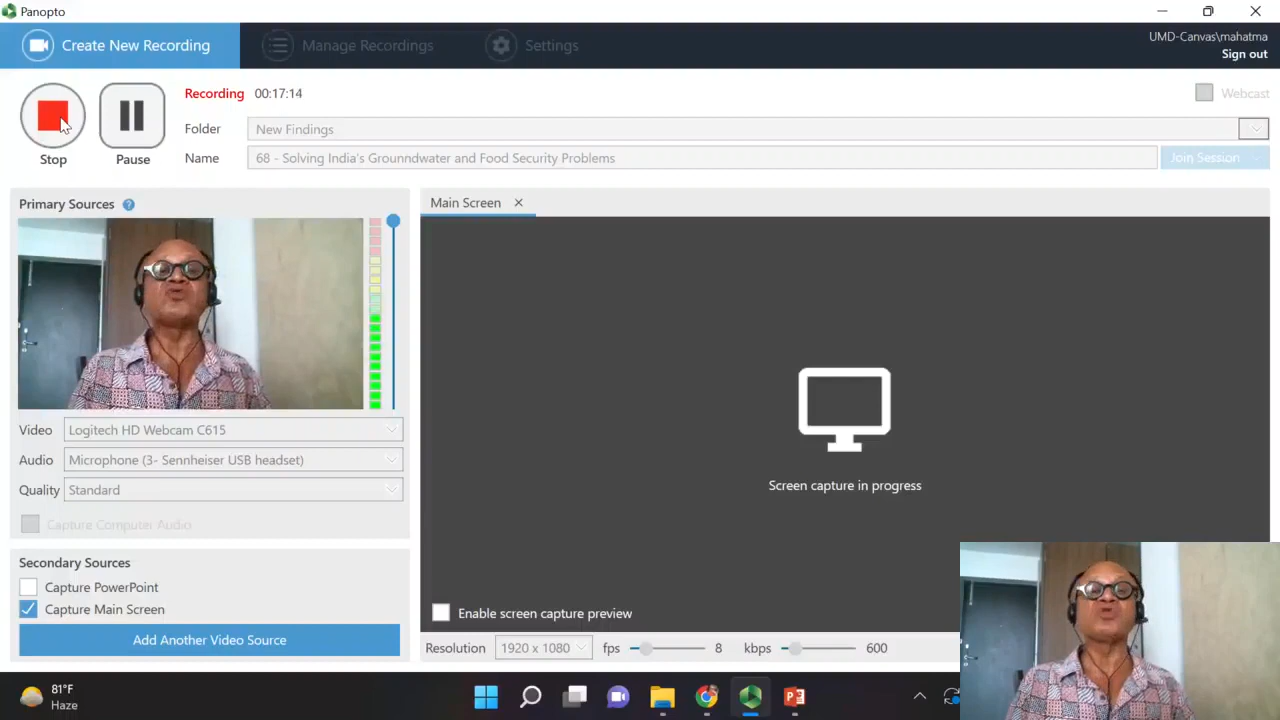 Panopto
Create New Recording
Manage Recordings
Settings
UMD-Canvas\mahatma
Sign out
Recording 00:17:14
Webcast
Folder New Findings
Name 68 - Solving India's Grounndwater and Food Security Problems
Join Session
Stop
Pause
Primary Sources ?
Main Screen
Video Logitech HD Webcam C615
Audio Microphone (3- Sennheiser USB headset)
Quality Standard
Capture Computer Audio
Screen capture in progress
Secondary Sources
Capture PowerPoint
Capture Main Screen
Add Another Video Source
Enable screen capture preview
Resolution 1920 x 1080 fps 8 kbps 600
81°F
Haze